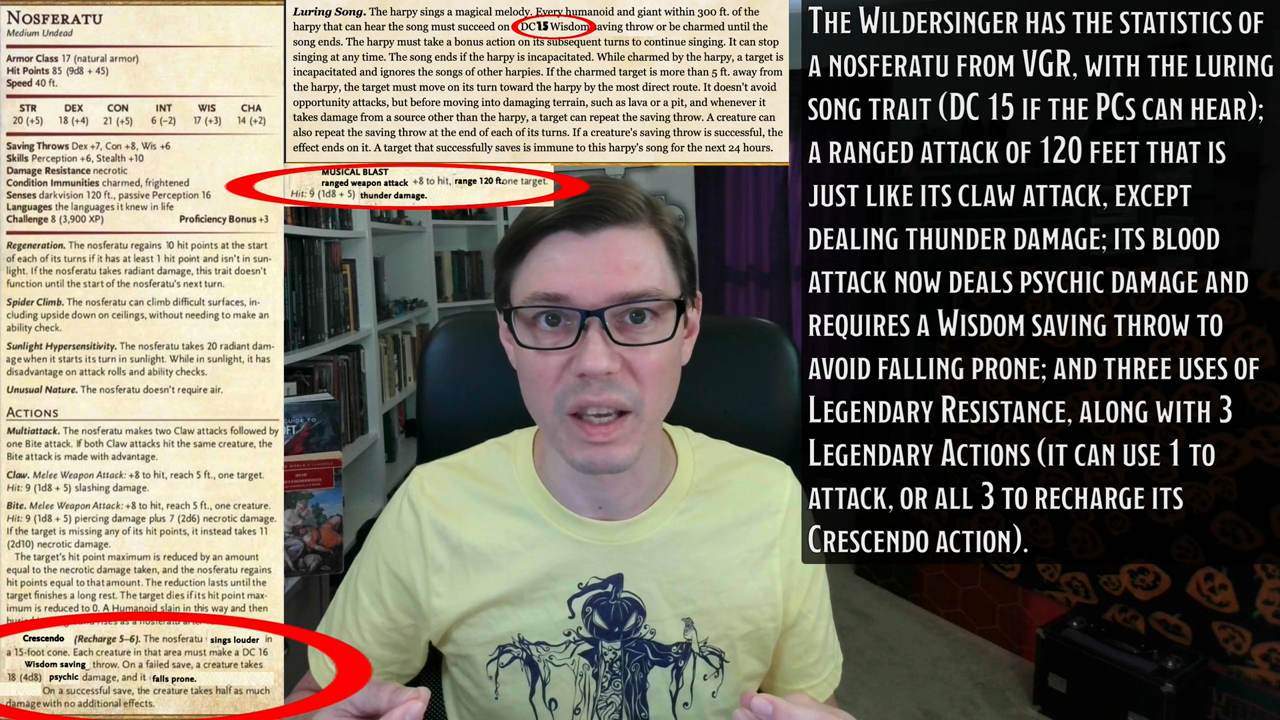 Nosferatu
Medium Undead
Armor Class 17 (natural armor)
Hit Points 85 (9d8 + 45)
Speed 40 ft.
STR DEX CON INT WIS CHA
20 (+5) 18 (+4) 21 (+5) 6 (-2) 17 (+3) 14 (+2)
Saving Throws Dex +7, Con +8, Wis +6
Skills Perception +6, Stealth +10
Damage Resistance necrotic
Condition Immunities charmed, frightened
Senses darkvision 120 ft., passive Perception 16
Languages the languages it knew in life
Challenge 8 (3,900 XP) Proficiency Bonus +3
Regeneration. The nosferatu regains 10 hit points at the start
of each of its turns if it has at least 1 hit point and isn't in sun-
light. If the nosferatu takes radiant damage, this trait doesn't
function until the start of the nosferatu's next turn.
Spider Climb. The nosferatu can climb difficult surfaces, in-
cluding upside down on ceilings, without needing to make an
ability check.
Sunlight Hypersensitivity. The nosferatu takes 20 radiant dam-
age when it starts its turn in sunlight. While in sunlight, it has
disadvantage on attack rolls and ability checks.
Unusual Nature. The nosferatu doesn't require air.
Actions
Multiattack. The nosferatu makes two Claw attacks followed by
one Bite attack. If both Claw attacks hit the same creature, the
Bite attack is made with advantage.
Claw. Melee Weapon Attack: +8 to hit, reach 5 ft., one target.
Hit: 9 (1d8 + 5) slashing damage.
Bite. Melee Weapon Attack: +8 to hit, reach 5 ft., one creature.
Hit: 9 (1d8 + 5) piercing damage plus 7 (2d6) necrotic damage.
If the target is missing any of its hit points, it instead takes 11
(2d10) necrotic damage.
The target's hit point maximum is reduced by an amount
equal to the necrotic damage taken, and the nosferatu regains
hit points equal to that amount. The reduction lasts until the
target finishes a long rest. The target dies if its hit point max-
imum is reduced to 0. A Humanoid slain in this way and then
rises as a nosferatu
Crescendo (Recharge 5–6). The nosferatu sings louder in
a 15-foot cone. Each creature in that area must make a DC 16
Wisdom saving throw. On a failed save, a creature takes
18 (4d8) psychic damage, and it falls prone.
On a successful save, the creature takes half as much
damage with no additional effects.
Luring Song. The harpy sings a magical melody. Every humanoid and giant within 300 ft. of the
harpy that can hear the song must succeed on DC 15 Wisdom saving throw or be charmed until the
song ends. The harpy must take a bonus action on its subsequent turns to continue singing. It can stop
singing at any time. The song ends if the harpy is incapacitated. While charmed by the harpy, a target is
incapacitated and ignores the songs of other harpies. If the charmed target is more than 5 ft. away from
the harpy, the target must move on its turn toward the harpy by the most direct route. It doesn't avoid
opportunity attacks, but before moving into damaging terrain, such as lava or a pit, and whenever it
takes damage from a source other than the harpy, a target can repeat the saving throw. A creature can
also repeat the saving throw at the end of each of its turns. If a creature's saving throw is successful, the
effect ends on it. A target that successfully saves is immune to this harpy's song for the next 24 hours.
MUSICAL BLAST
ranged weapon attack +8 to hit, range 120 ft. one target.
Hit: 9 (1d8 + 5) thunder damage.
The Wildersinger has the statistics of
a nosferatu from VGR, with the Luring
Song trait (DC 15 if the PCs can hear);
a ranged attack of 120 feet that is
just like its claw attack, except
dealing thunder damage; its blood
attack now deals psychic damage and
requires a Wisdom saving throw to
avoid falling prone; and three uses of
Legendary Resistance, along with 3
Legendary Actions (it can use 1 to
attack, or all 3 to recharge its
Crescendo action).